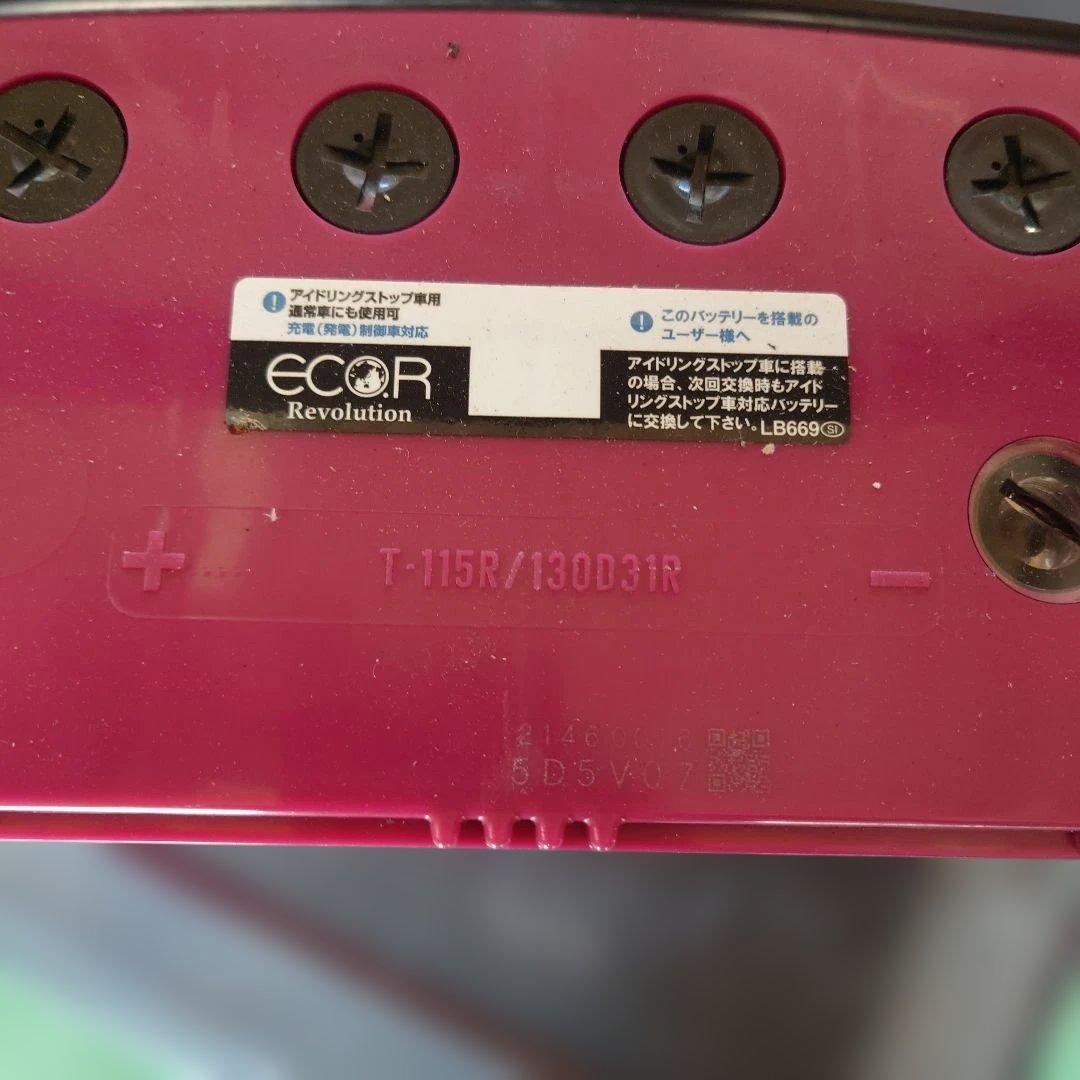 アイドリングストップ車用
通常車にも使用可
充電(発電)制御車対応
ECO.R
Revolution
このバッテリーを搭載の
ユーザー様へ
アイドリングストップ車に搭載
の場合、次回交換時もアイド
リングストップ車対応バッテリー
に交換して下さい。LB669 SI
+ T-115R/130D31R −
5D5V07